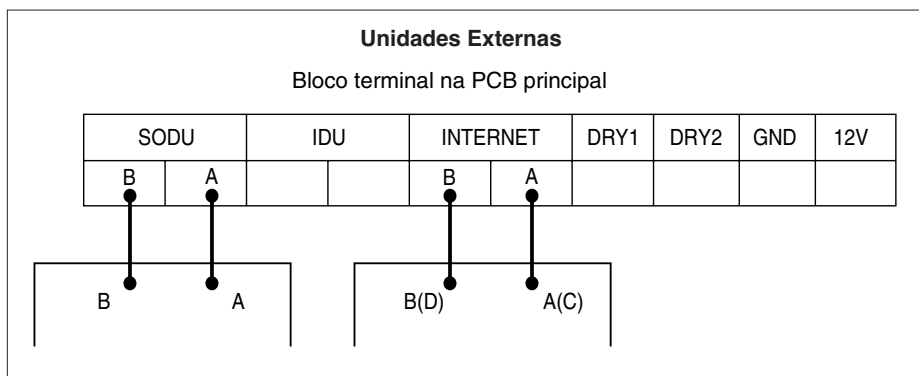 Unidades Externas
Bloco terminal na PCB principal
SODU IDU INTERNET DRY1 DRY2 GND 12V
B A B A
B A B(D) A(C)